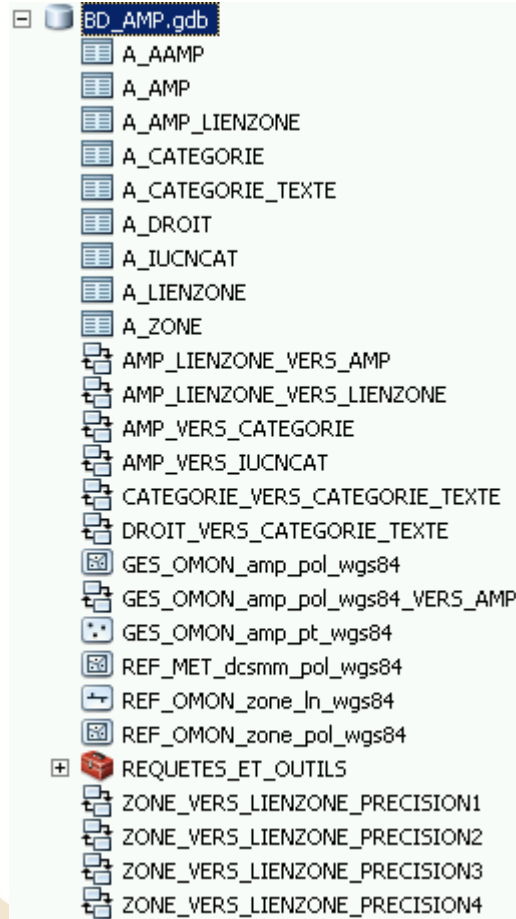 BD_AMP.gdb
A_AAMP
A_AMP
A_AMP_LIENZONE
A_CATEGORIE
A_CATEGORIE_TEXTE
A_DROIT
A_IUCNCAT
A_LIENZONE
A_ZONE
AMP_LIENZONE_VERS_AMP
AMP_LIENZONE_VERS_LIENZONE
AMP_VERS_CATEGORIE
AMP_VERS_IUCNCAT
CATEGORIE_VERS_CATEGORIE_TEXTE
DROIT_VERS_CATEGORIE_TEXTE
GES_OMON_amp_pol_wgs84
GES_OMON_amp_pol_wgs84_VERS_AMP
GES_OMON_amp_pt_wgs84
REF_MET_dcsmm_pol_wgs84
REF_OMON_zone_ln_wgs84
REF_OMON_zone_pol_wgs84
REQUETES_ET_OUTILS
ZONE_VERS_LIENZONE_PRECISION1
ZONE_VERS_LIENZONE_PRECISION2
ZONE_VERS_LIENZONE_PRECISION3
ZONE_VERS_LIENZONE_PRECISION4